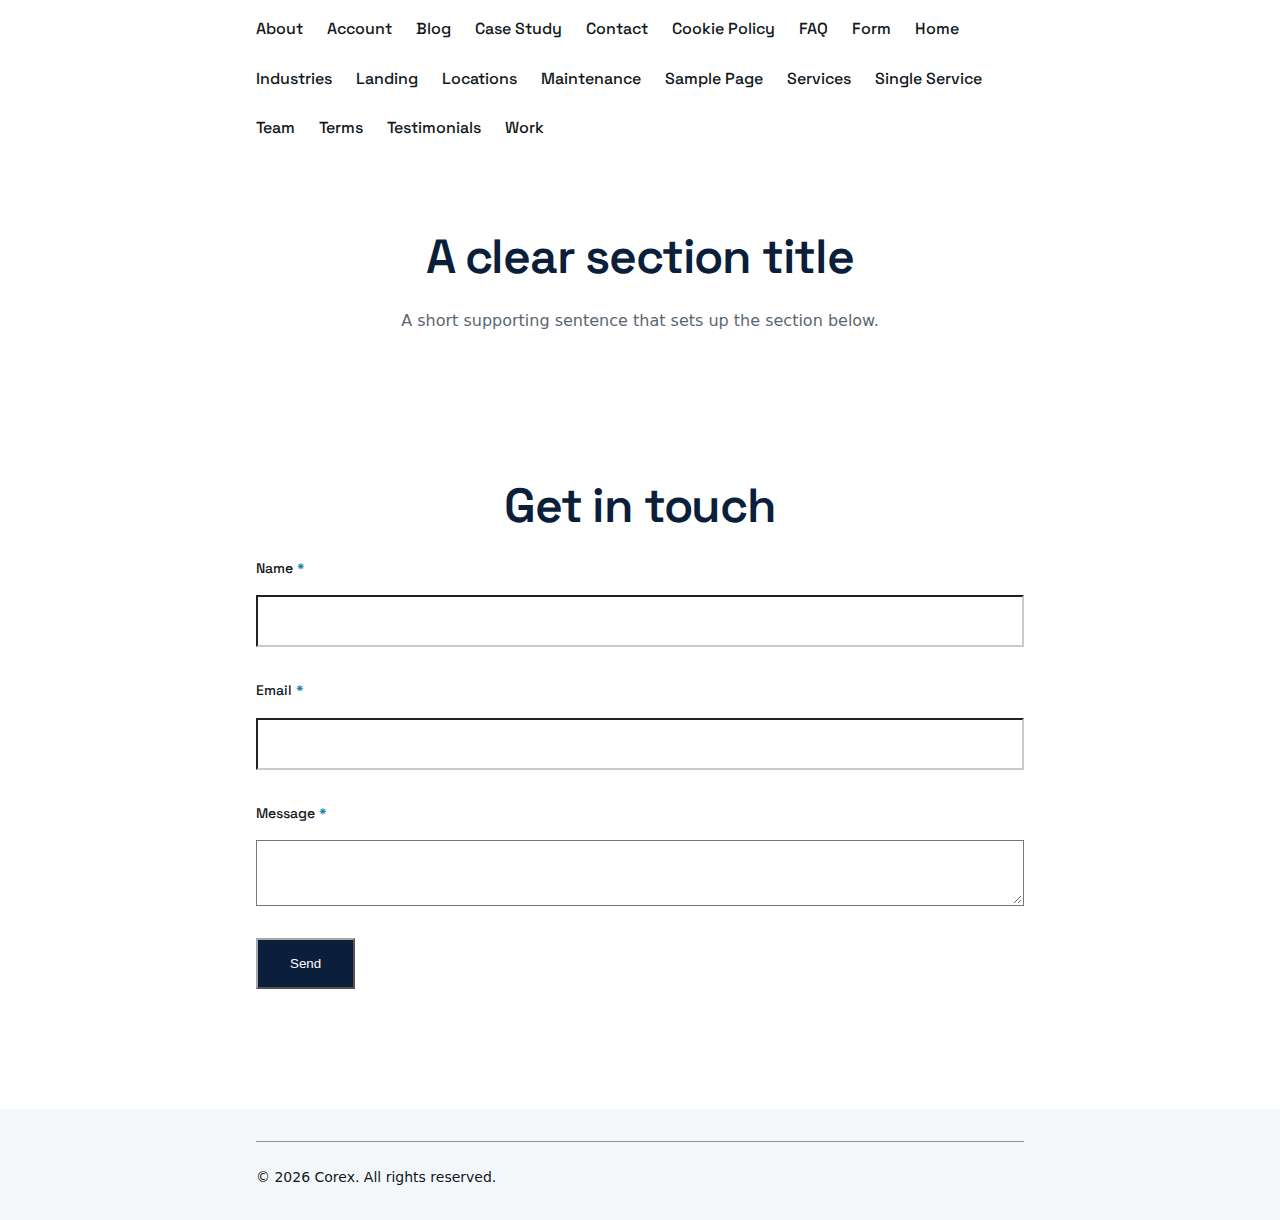 About Account Blog Case Study Contact Cookie Policy FAQ Form Home
Industries Landing Locations Maintenance Sample Page Services Single Service
Team Terms Testimonials Work
A clear section title
A short supporting sentence that sets up the section below.
Get in touch
Name *
Email *
Message *
Send
© 2026 Corex. All rights reserved.